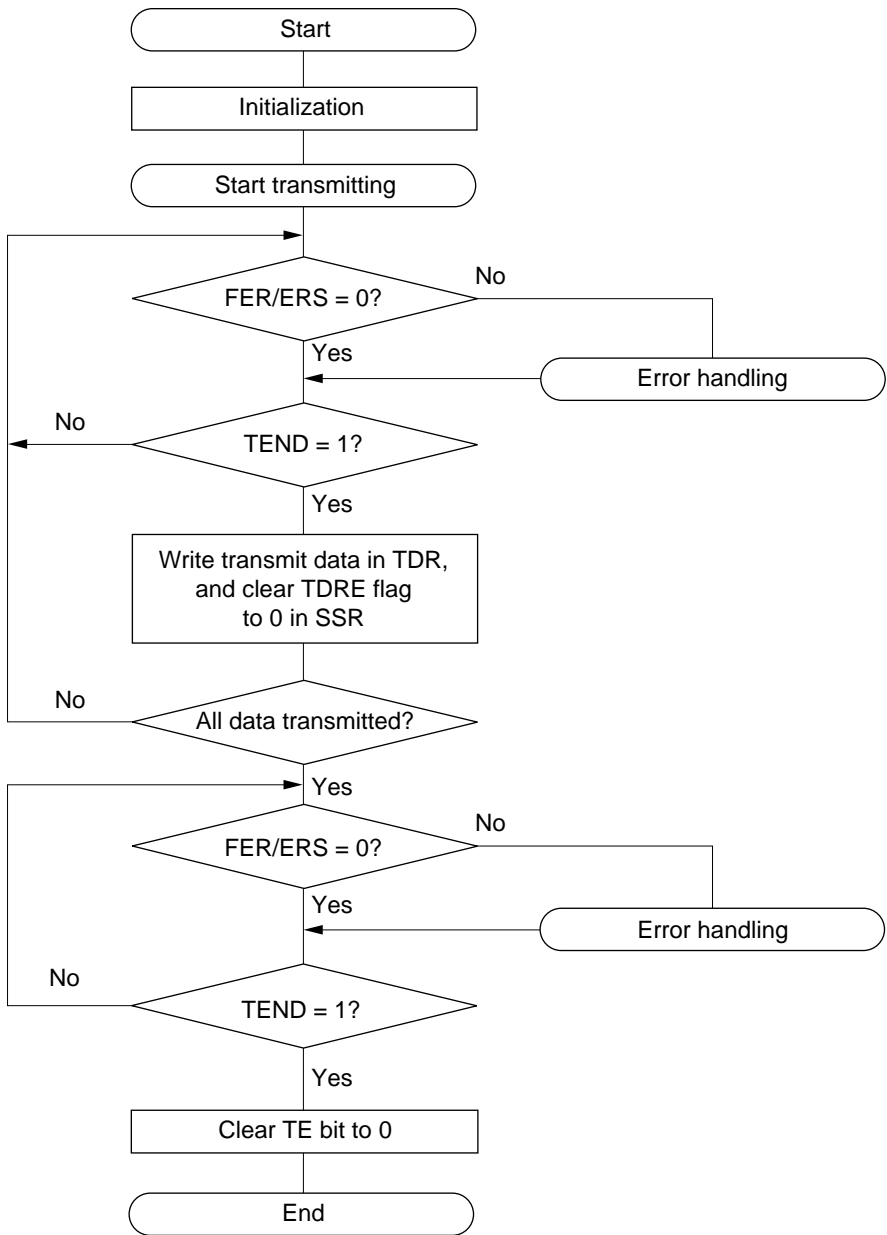 Start
Initialization
Start transmitting
No
FER/ERS = 0?
Yes
Error handling
No
TEND = 1?
Yes
Write transmit data in TDR,
and clear TDRE flag
to 0 in SSR
No
All data transmitted?
Yes
No
FER/ERS = 0?
Yes
Error handling
No
TEND = 1?
Yes
Clear TE bit to 0
End